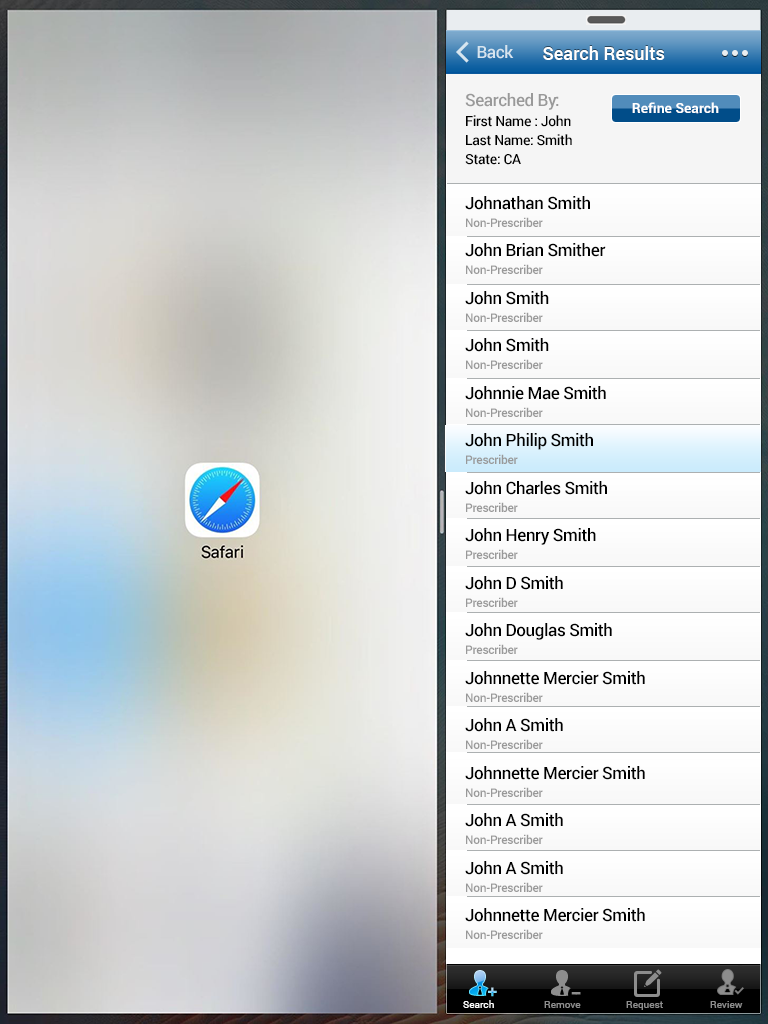 Safari
Back
Search Results
Searched By:
First Name : John
Last Name: Smith
State: CA
Refine Search
Johnathan Smith
Non-Prescriber
John Brian Smither
Non-Prescriber
John Smith
Non-Prescriber
John Smith
Non-Prescriber
Johnnie Mae Smith
Non-Prescriber
John Philip Smith
Prescriber
John Charles Smith
Prescriber
John Henry Smith
Prescriber
John D Smith
Prescriber
John Douglas Smith
Prescriber
Johnnette Mercier Smith
Non-Prescriber
John A Smith
Non-Prescriber
Johnnette Mercier Smith
Non-Prescriber
John A Smith
Non-Prescriber
John A Smith
Non-Prescriber
Johnnette Mercier Smith
Non-Prescriber
Search
Remove
Request
Review